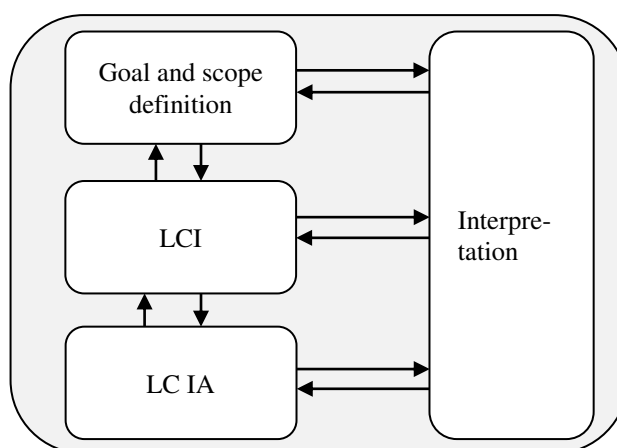 Goal and scope
definition
LCI
Interpre-
tation
LC IA